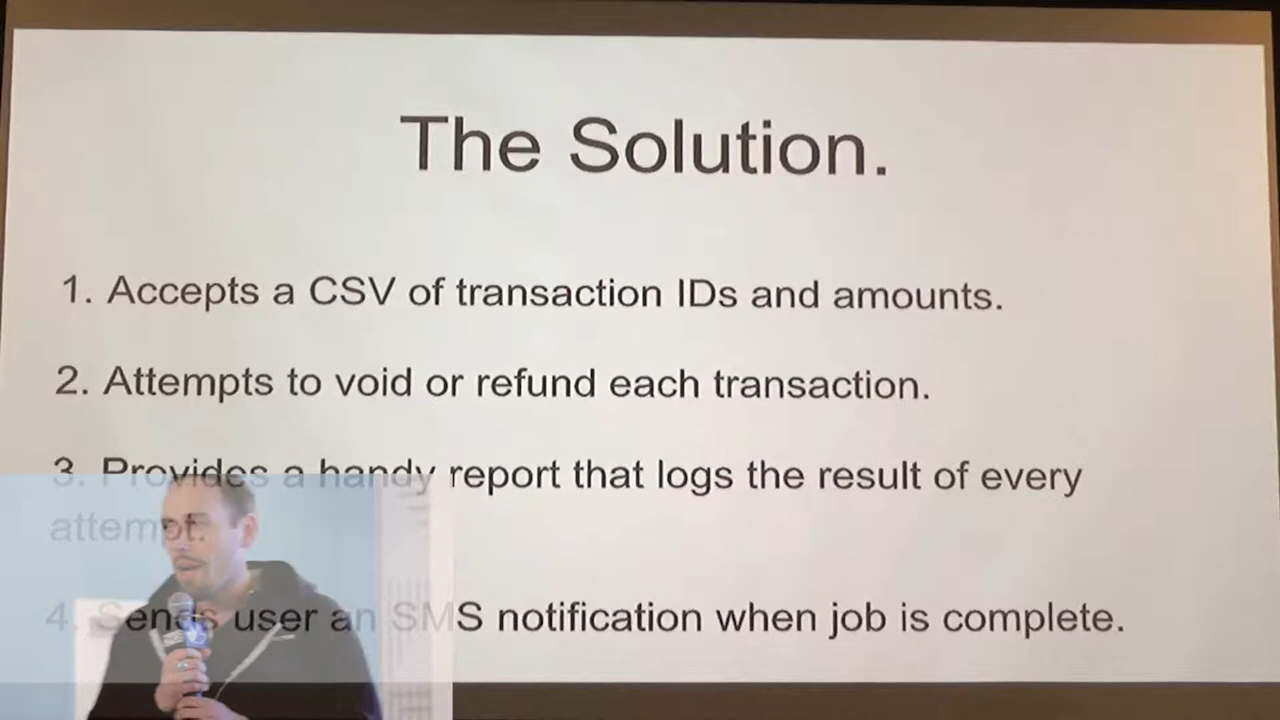 The Solution.
1. Accepts a CSV of transaction IDs and amounts.
2. Attempts to void or refund each transaction.
3. Provides a handy report that logs the result of every
attempt.
4. Sends user an SMS notification when job is complete.